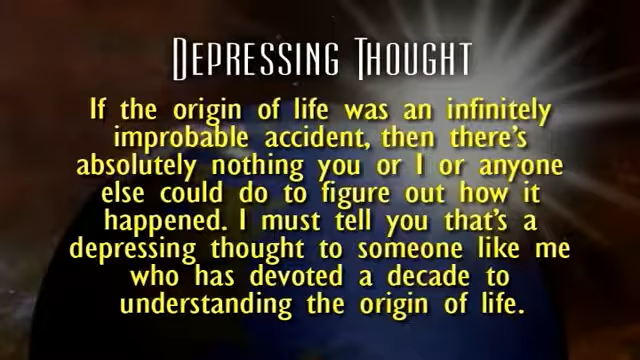 DEPRESSING THOUGHT
If the origin of life was an infinitely
improbable accident, then there's
absolutely nothing you or I or anyone
else could do to figure out how it
happened. I must tell you that's a
depressing thought to someone like me
who has devoted a decade to
understanding the origin of life.